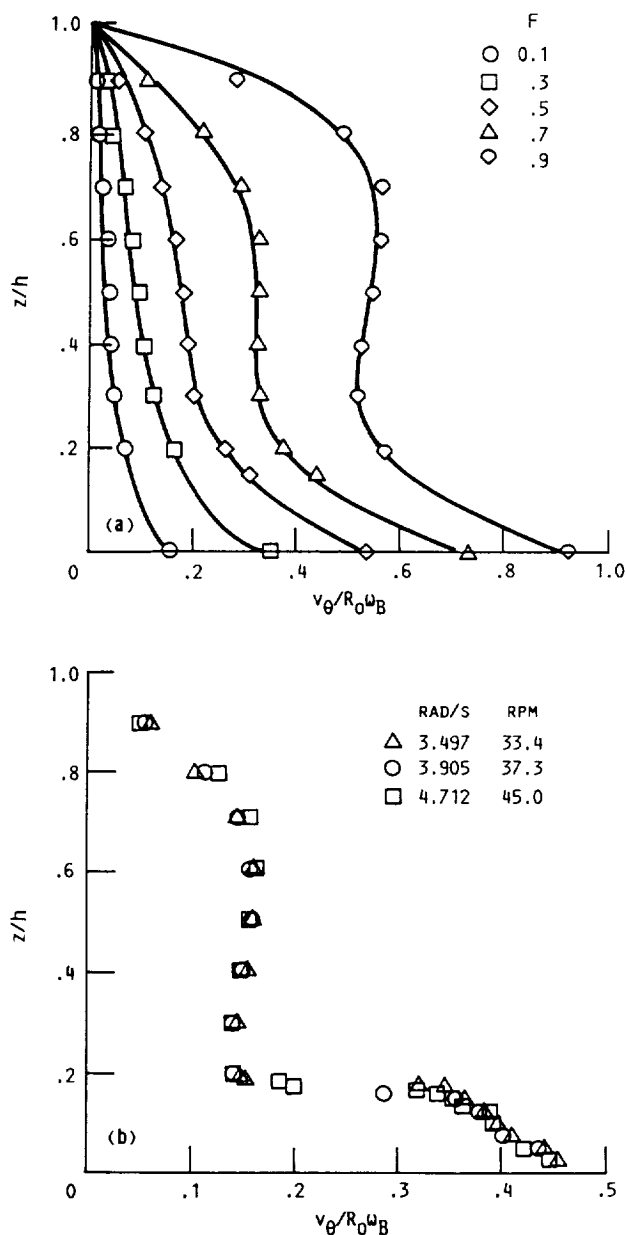 F
0.1
.3
.5
.7
.9
1.0
.8
.6
.4
.2
z/h
(a)
0 .2 .4 .6 .8 1.0
vθ/R0ωB
RAD/S RPM
3.497 33.4
3.905 37.3
4.712 45.0
1.0
.8
.6
.4
.2
z/h
(b)
0 .1 .2 .3 .4 .5
vθ/R0ωB